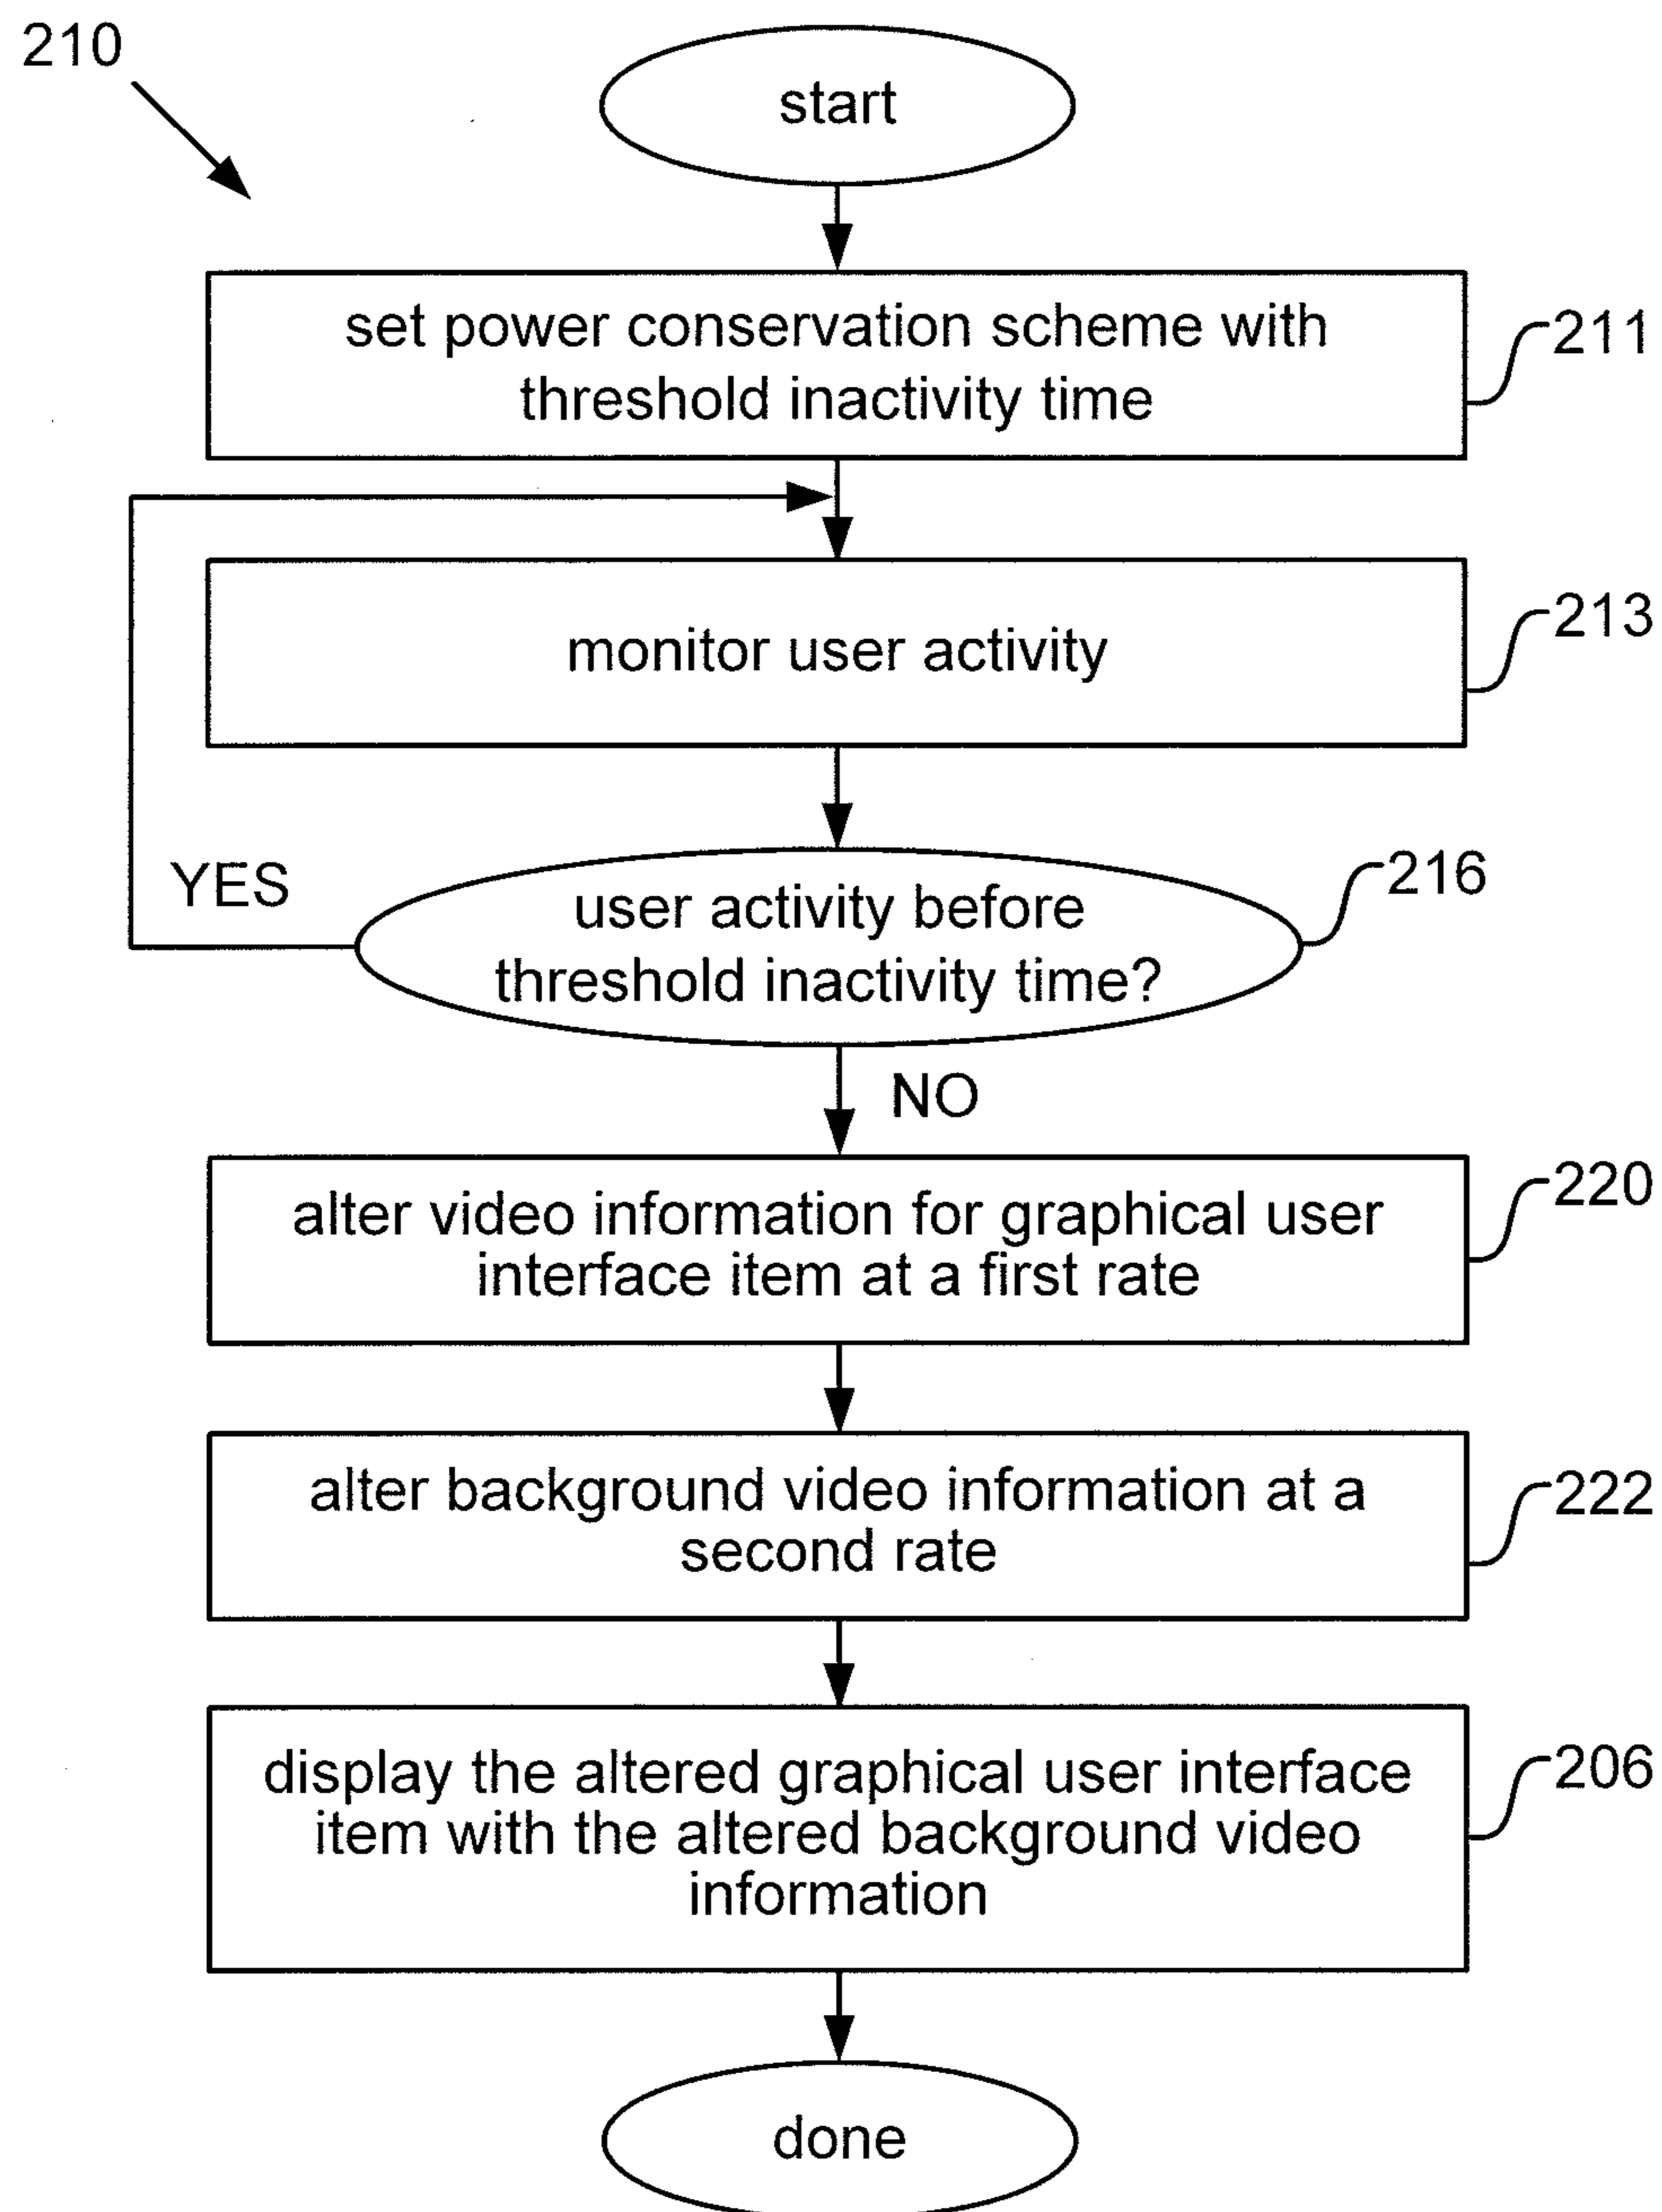 210
start
set power conservation scheme with
threshold inactivity time
211
monitor user activity
213
YES
user activity before
threshold inactivity time?
216
NO
alter video information for graphical user
interface item at a first rate
220
alter background video information at a
second rate
222
display the altered graphical user interface
item with the altered background video
information
206
done